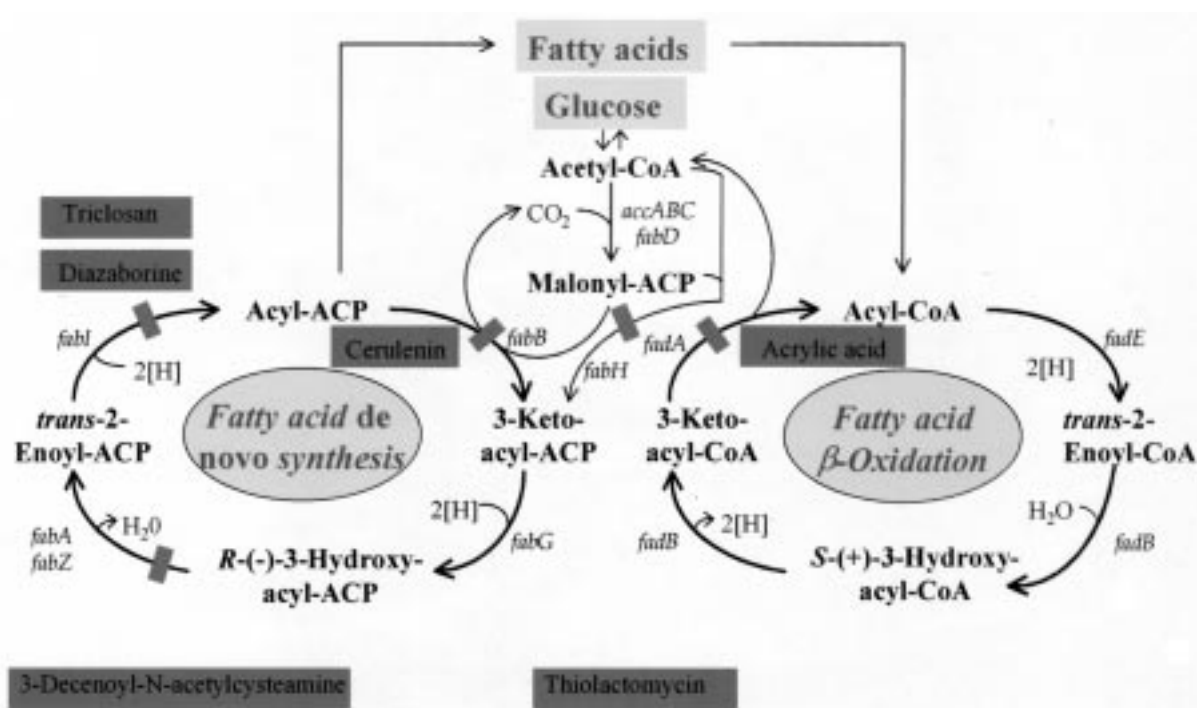 Fatty acids
Glucose
Acetyl-CoA
CO2
accABC
fabD
Malonyl-ACP
Triclosan
Diazaborine
Acyl-ACP
Cerulenin
fabB
fabH
fadA
Acrylic acid
Acyl-CoA
fabI
2[H]
fadE
2[H]
trans-2-
Enoyl-ACP
Fatty acid de
novo synthesis
3-Keto-
acyl-ACP
3-Keto-
acyl-CoA
Fatty acid
β-Oxidation
trans-2-
Enoyl-CoA
fabA
fabZ
H20
2[H]
fabG
fadB
2[H]
H2O
fadB
R-(-)-3-Hydroxy-
acyl-ACP
S-(+)-3-Hydroxy-
acyl-CoA
3-Decenoyl-N-acetylcysteamine
Thiolactomycin